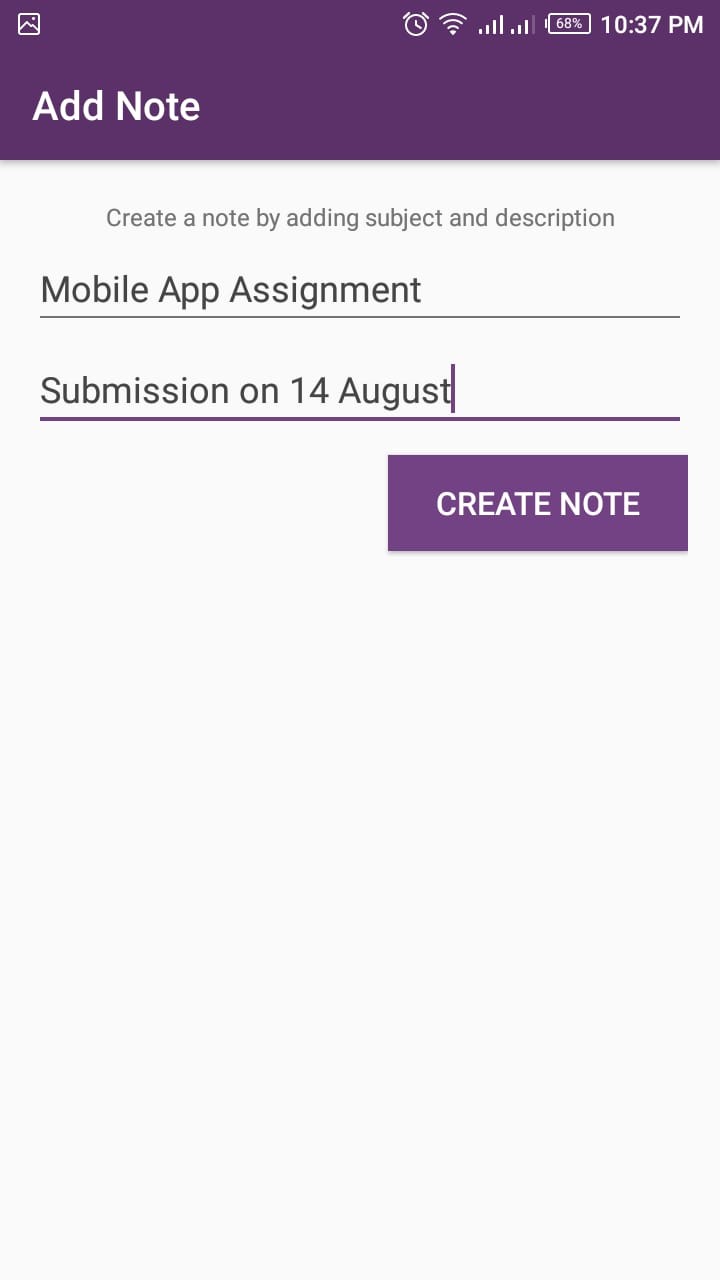 68% 10:37 PM
Add Note
Create a note by adding subject and description
Mobile App Assignment
Submission on 14 August
CREATE NOTE